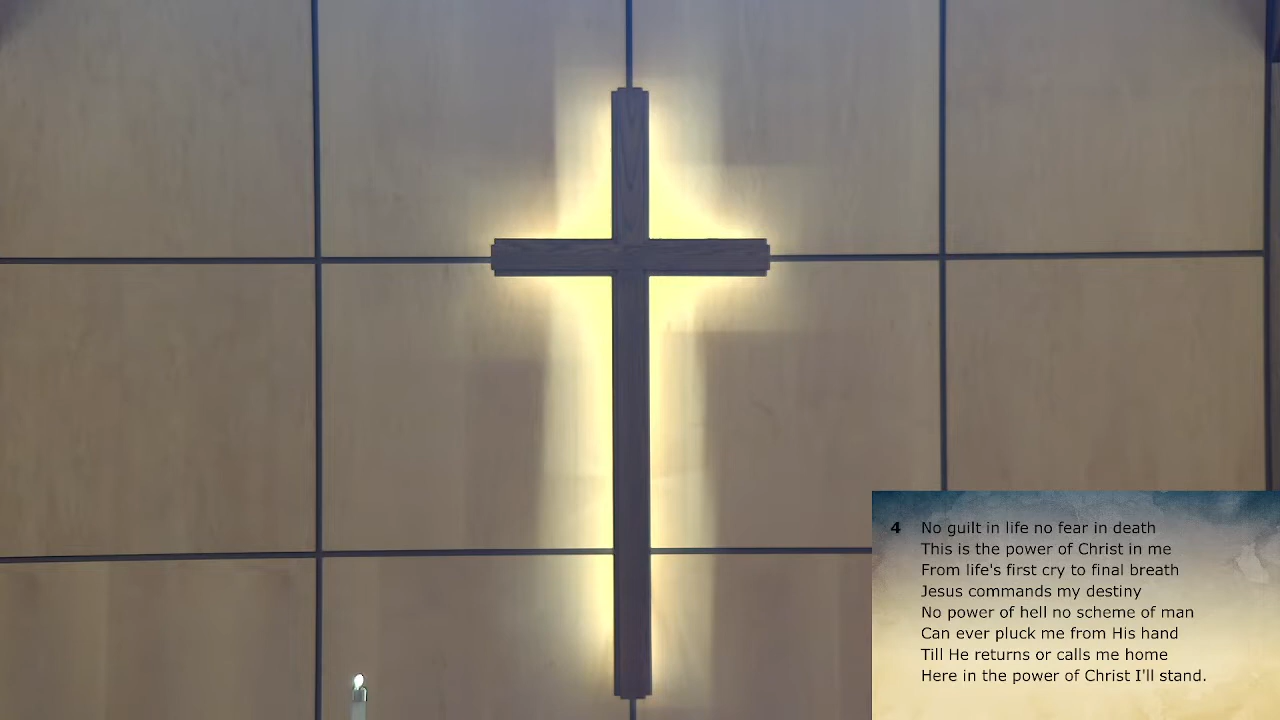 4 No guilt in life no fear in death
This is the power of Christ in me
From life's first cry to final breath
Jesus commands my destiny
No power of hell no scheme of man
Can ever pluck me from His hand
Till He returns or calls me home
Here in the power of Christ I'll stand.